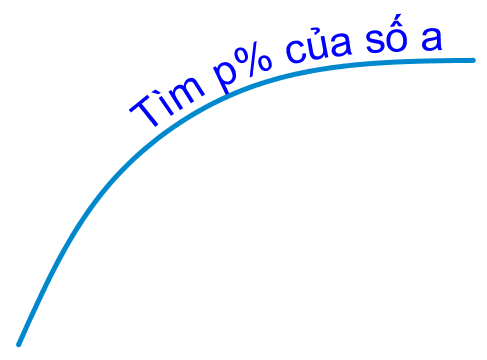 Tìm p% của số a